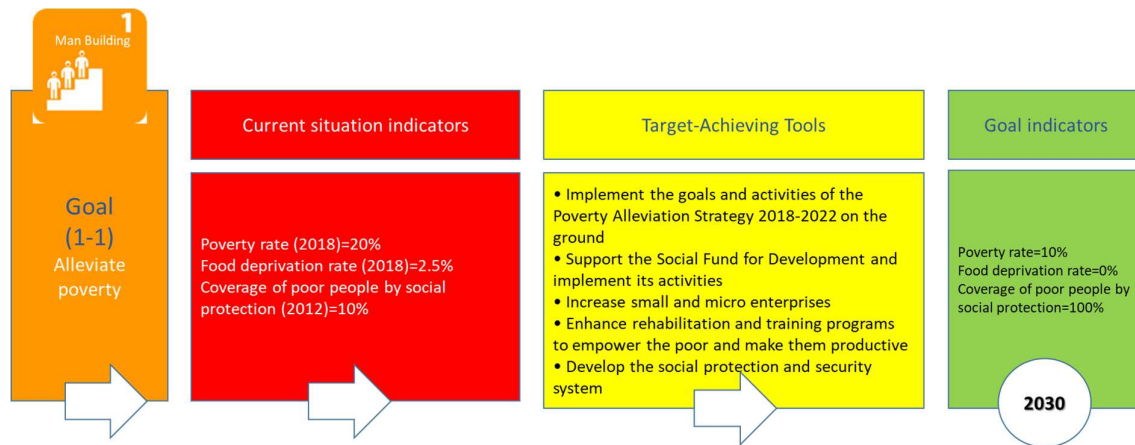 1
Man Building
Goal
(1-1)
Alleviate
poverty
Current situation indicators
Poverty rate (2018)=20%
Food deprivation rate (2018)=2.5%
Coverage of poor people by social
protection (2012)=10%
Target-Achieving Tools
• Implement the goals and activities of the
Poverty Alleviation Strategy 2018-2022 on the
ground
• Support the Social Fund for Development and
implement its activities
• Increase small and micro enterprises
• Enhance rehabilitation and training programs
to empower the poor and make them productive
• Develop the social protection and security
system
Goal indicators
Poverty rate=10%
Food deprivation rate=0%
Coverage of poor people by
social protection=100%
2030